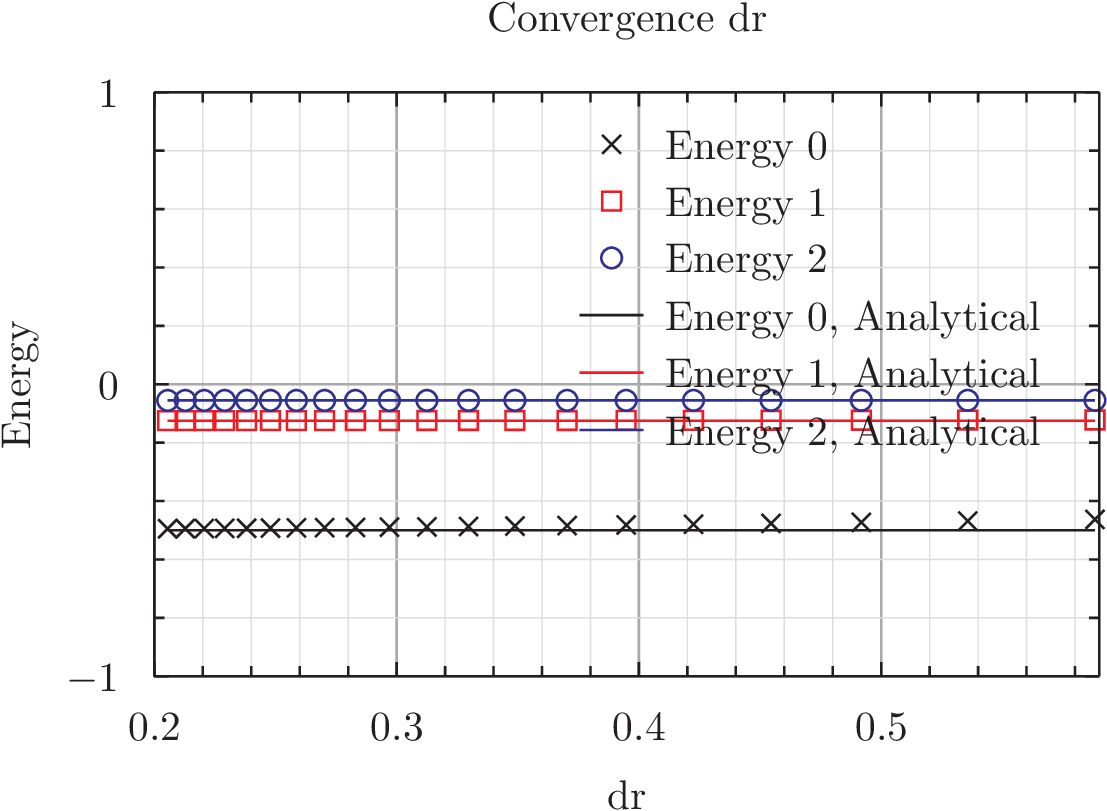 Convergence dr
1
0
−1
Energy
Energy 0
Energy 1
Energy 2
Energy 0, Analytical
Energy 1, Analytical
Energy 2, Analytical
0.2 0.3 0.4 0.5
dr